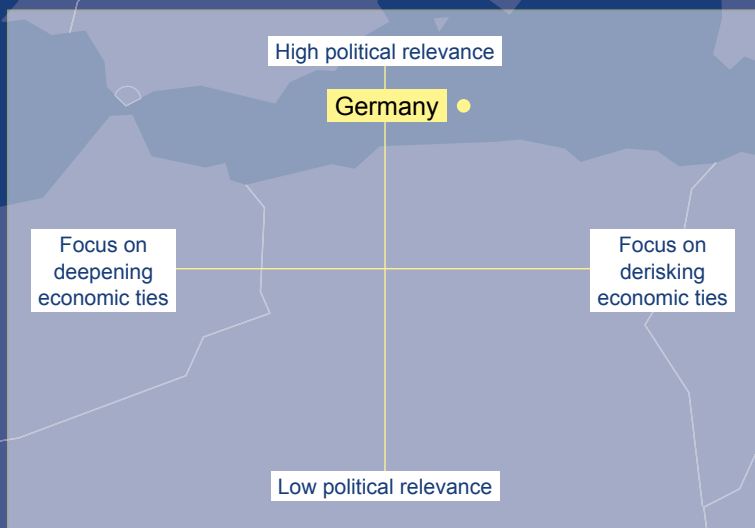 High political relevance
Germany
Focus on
deepening
economic ties
Focus on
derisking
economic ties
Low political relevance